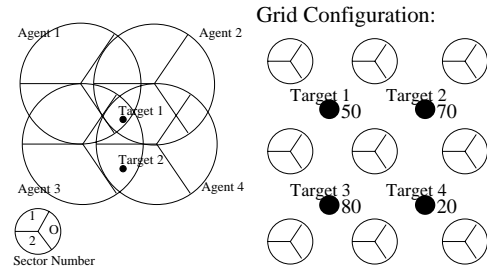 Agent 1
Agent 2
Target 1
Target 2
Agent 3
Agent 4
1
2
O
Sector Number
Grid Configuration:
Target 1
Target 2
50
70
Target 3
Target 4
80
20